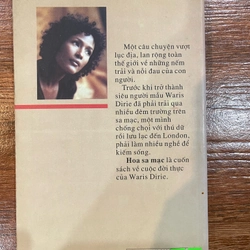 Một câu chuyện vượt
lục địa, lan rộng toàn
thế giới về những nếm
trải và nỗi đau của con
người.
Trước khi trở thành
siêu người mẫu Waris
Dirie đã phải trải qua
nhiều đêm trường trên
sa mạc, một mình
chống chọi với thú dữ
rồi lưu lạc đến London,
phải làm nhiều nghề để
kiếm sống.
Hoa sa mạc là cuốn
sách về cuộc đời thực
của Waris Dirie.